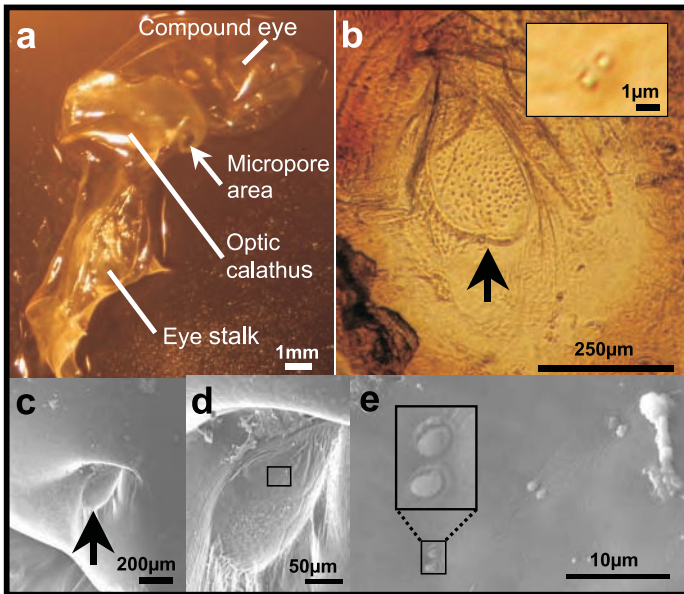 a
Compound eye
Micropore
area
Optic
calathus
Eye stalk
1mm
b
1μm
250μm
c
200μm
d
50μm
e
10μm